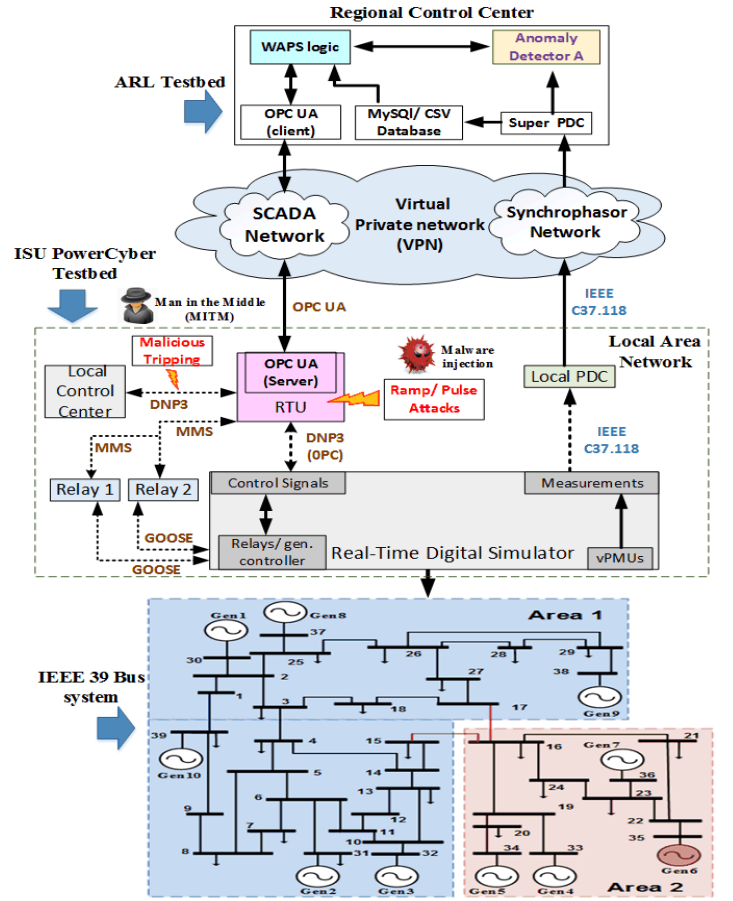 Regional Control Center
WAPS logic
Anomaly
Detector A
ARL Testbed
OPC UA
(client)
MySQl/ CSV
Database
Super PDC
SCADA
Network
Virtual
Private network
(VPN)
Synchrophasor
Network
ISU PowerCyber
Testbed
Man in the Middle
(MITM)
OPC UA
IEEE
C37.118
Malicious
Tripping
Local
Control
Center
DNP3
OPC UA
(Server)
RTU
Malware
injection
Ramp/ Pulse
Attacks
Local Area
Network
Local PDC
MMS
MMS
DNP3
(0PC)
IEEE
C37.118
Relay 1
Relay 2
Control Signals
Measurements
GOOSE
GOOSE
Relays/ gen.
controller
Real-Time Digital Simulator
vPMUs
IEEE 39 Bus
system
Area 1
Gen1
Gen8
37
30
25
26
28
29
2
27
38
1
3
18
17
Gen9
39
4
15
16
Gen7
21
Gen10
5
14
36
13
24
23
9
6
12
19
22
7
11
20
35
8
10
31
32
34
33
Gen6
Gen2
Gen3
Gen5
Gen4
Area 2